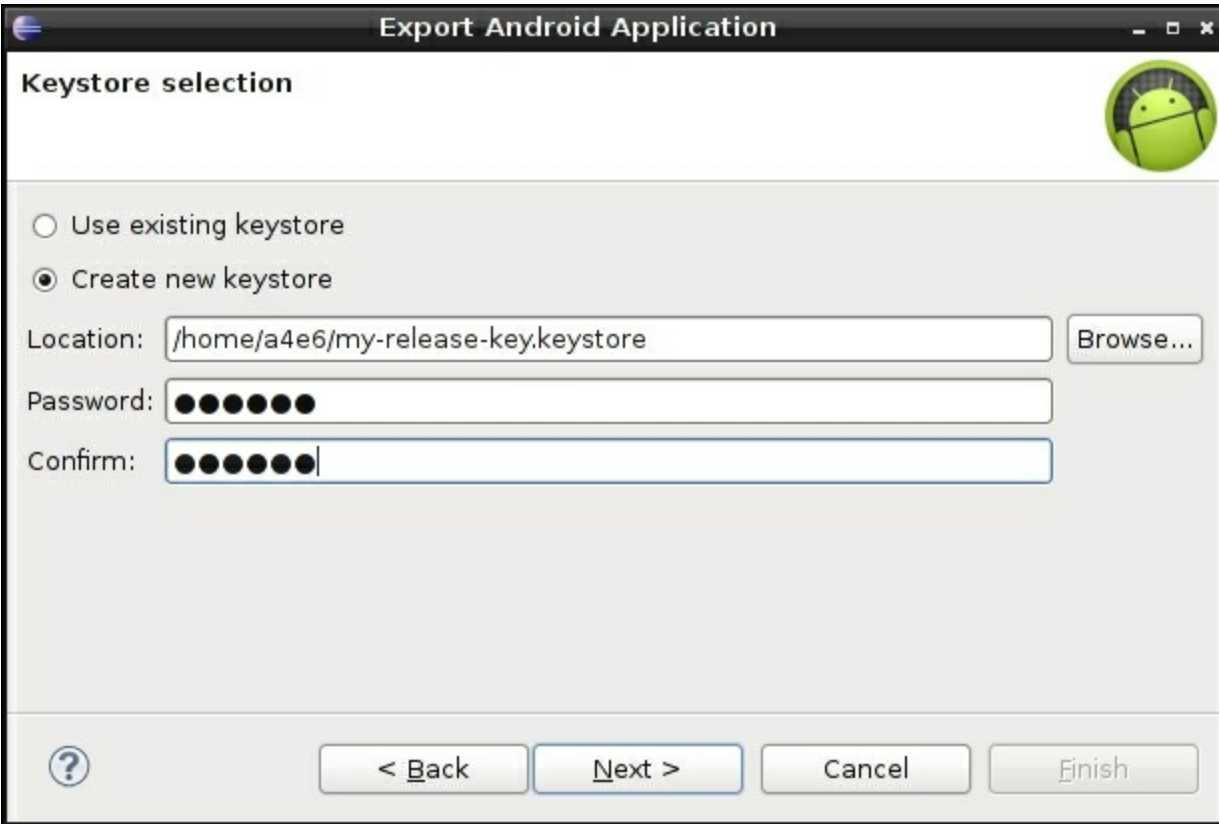 Export Android Application
Keystore selection
Use existing keystore
Create new keystore
Location: /home/a4e6/my-release-key.keystore Browse...
Password: ●●●●●●
Confirm: ●●●●●●
? < Back Next > Cancel Finish